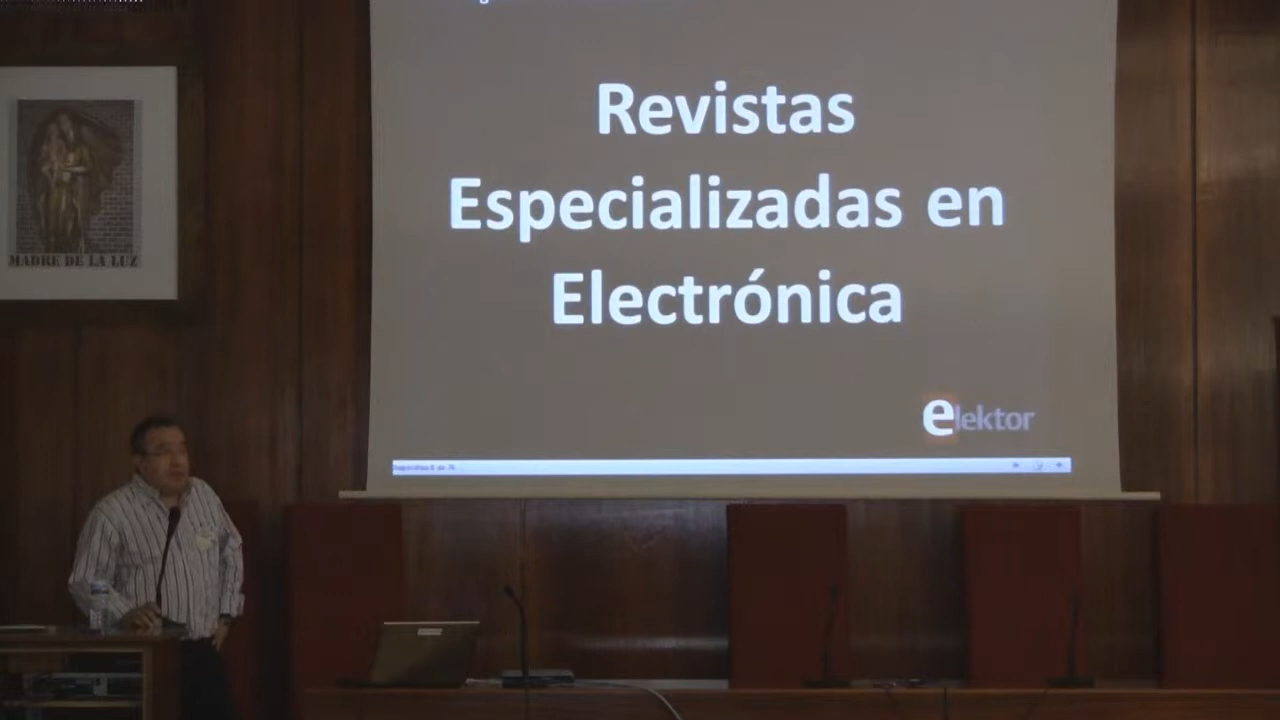 Revistas
Especializadas en
Electrónica
elektor
MADRE DE LA LUZ